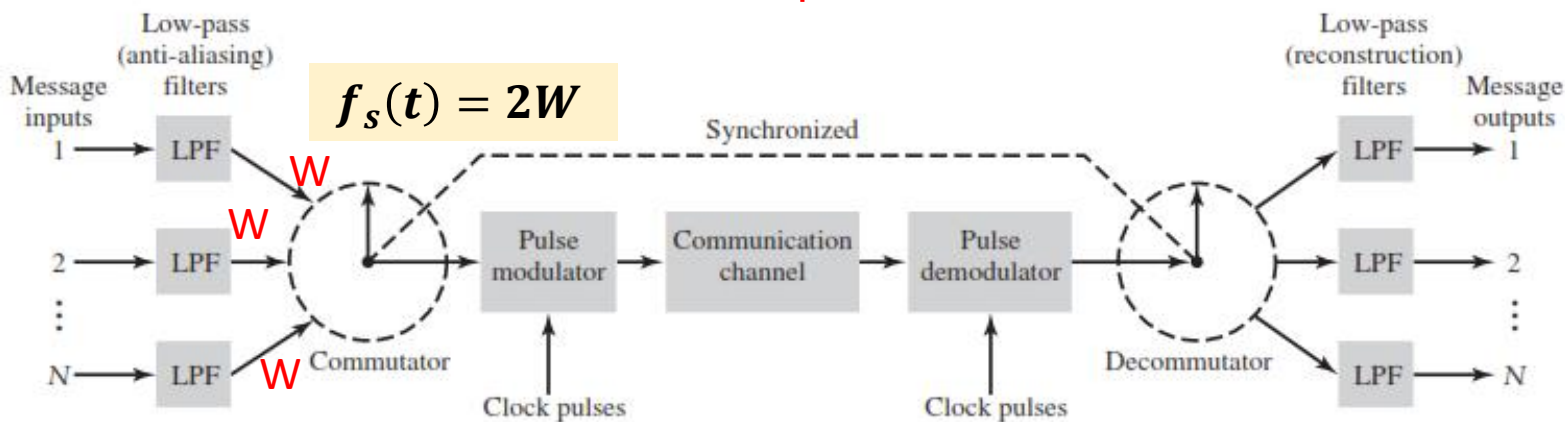 Low-pass
(anti-aliasing)
filters
Message
inputs
f_s(t) = 2W
Low-pass
(reconstruction)
filters
Message
outputs
Synchronized
1
LPF
W
LPF
1
2
W
LPF
Pulse
modulator
Communication
channel
Pulse
demodulator
LPF
2
⋮
⋮
N
LPF
W
Commutator
Decommutator
LPF
N
Clock pulses
Clock pulses